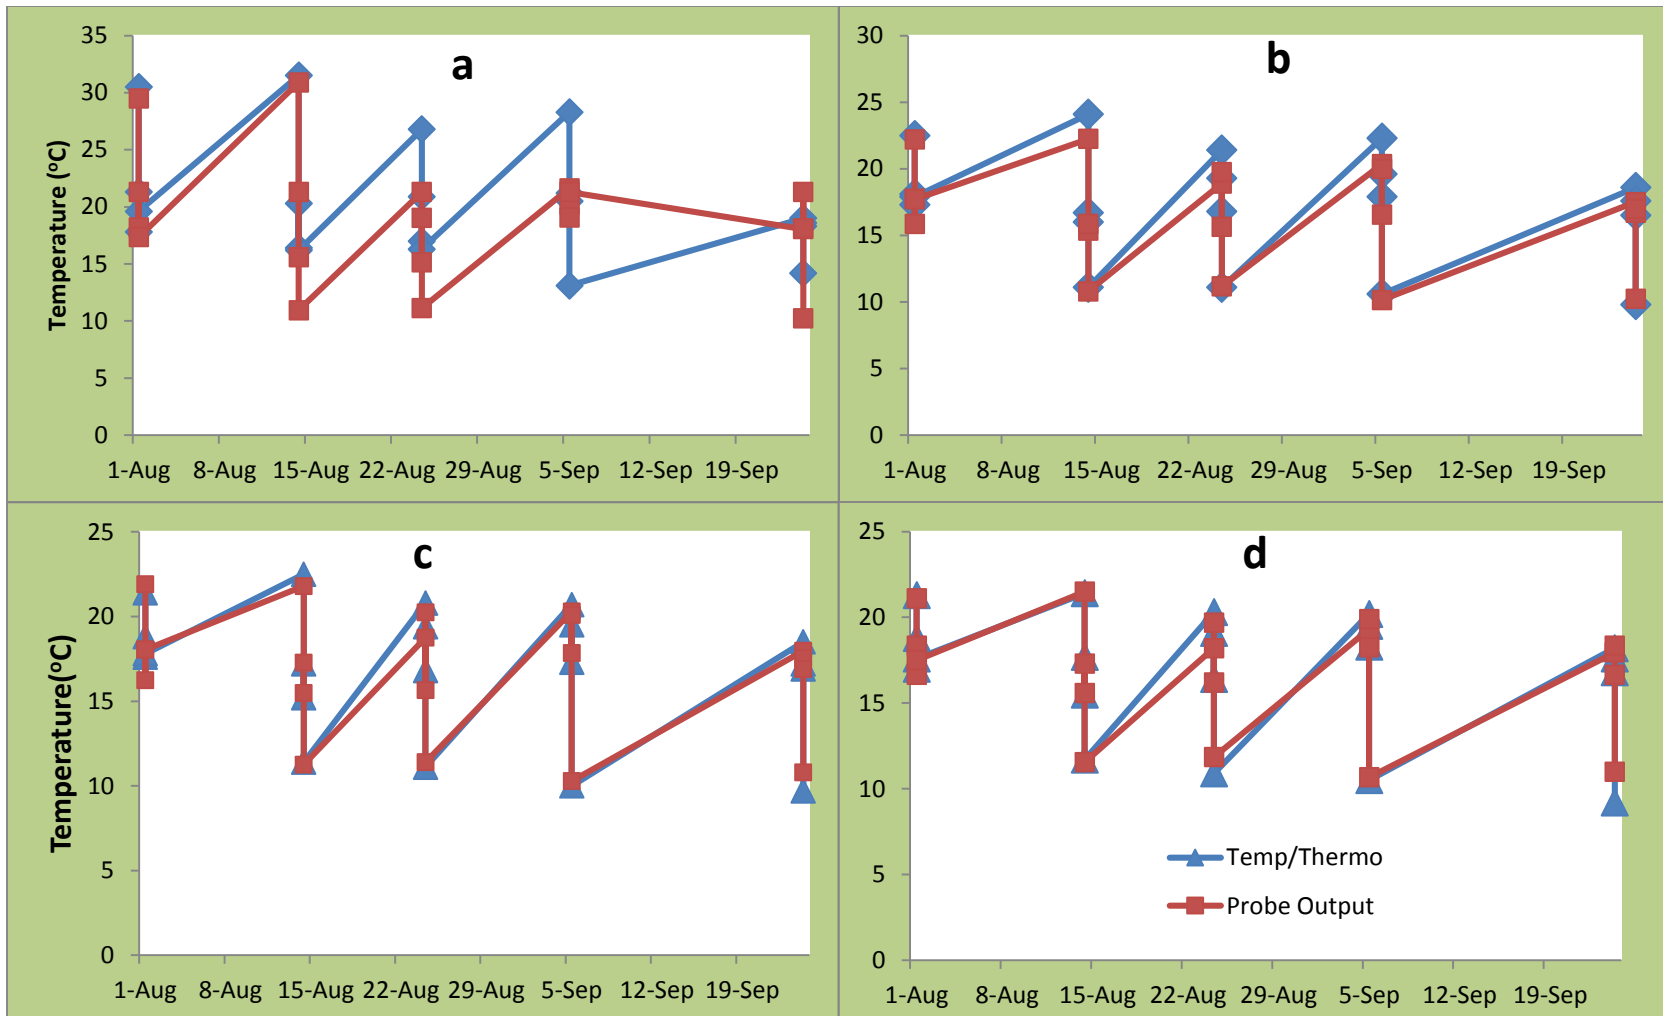 a
35
30
25
20
15
10
5
0
Temperature (°C)
1-Aug 8-Aug 15-Aug 22-Aug 29-Aug 5-Sep 12-Sep 19-Sep
b
30
25
20
15
10
5
0
1-Aug 8-Aug 15-Aug 22-Aug 29-Aug 5-Sep 12-Sep 19-Sep
c
25
20
15
10
5
0
Temperature(°C)
1-Aug 8-Aug 15-Aug 22-Aug 29-Aug 5-Sep 12-Sep 19-Sep
d
25
20
15
10
5
0
Temp/Thermo
Probe Output
1-Aug 8-Aug 15-Aug 22-Aug 29-Aug 5-Sep 12-Sep 19-Sep